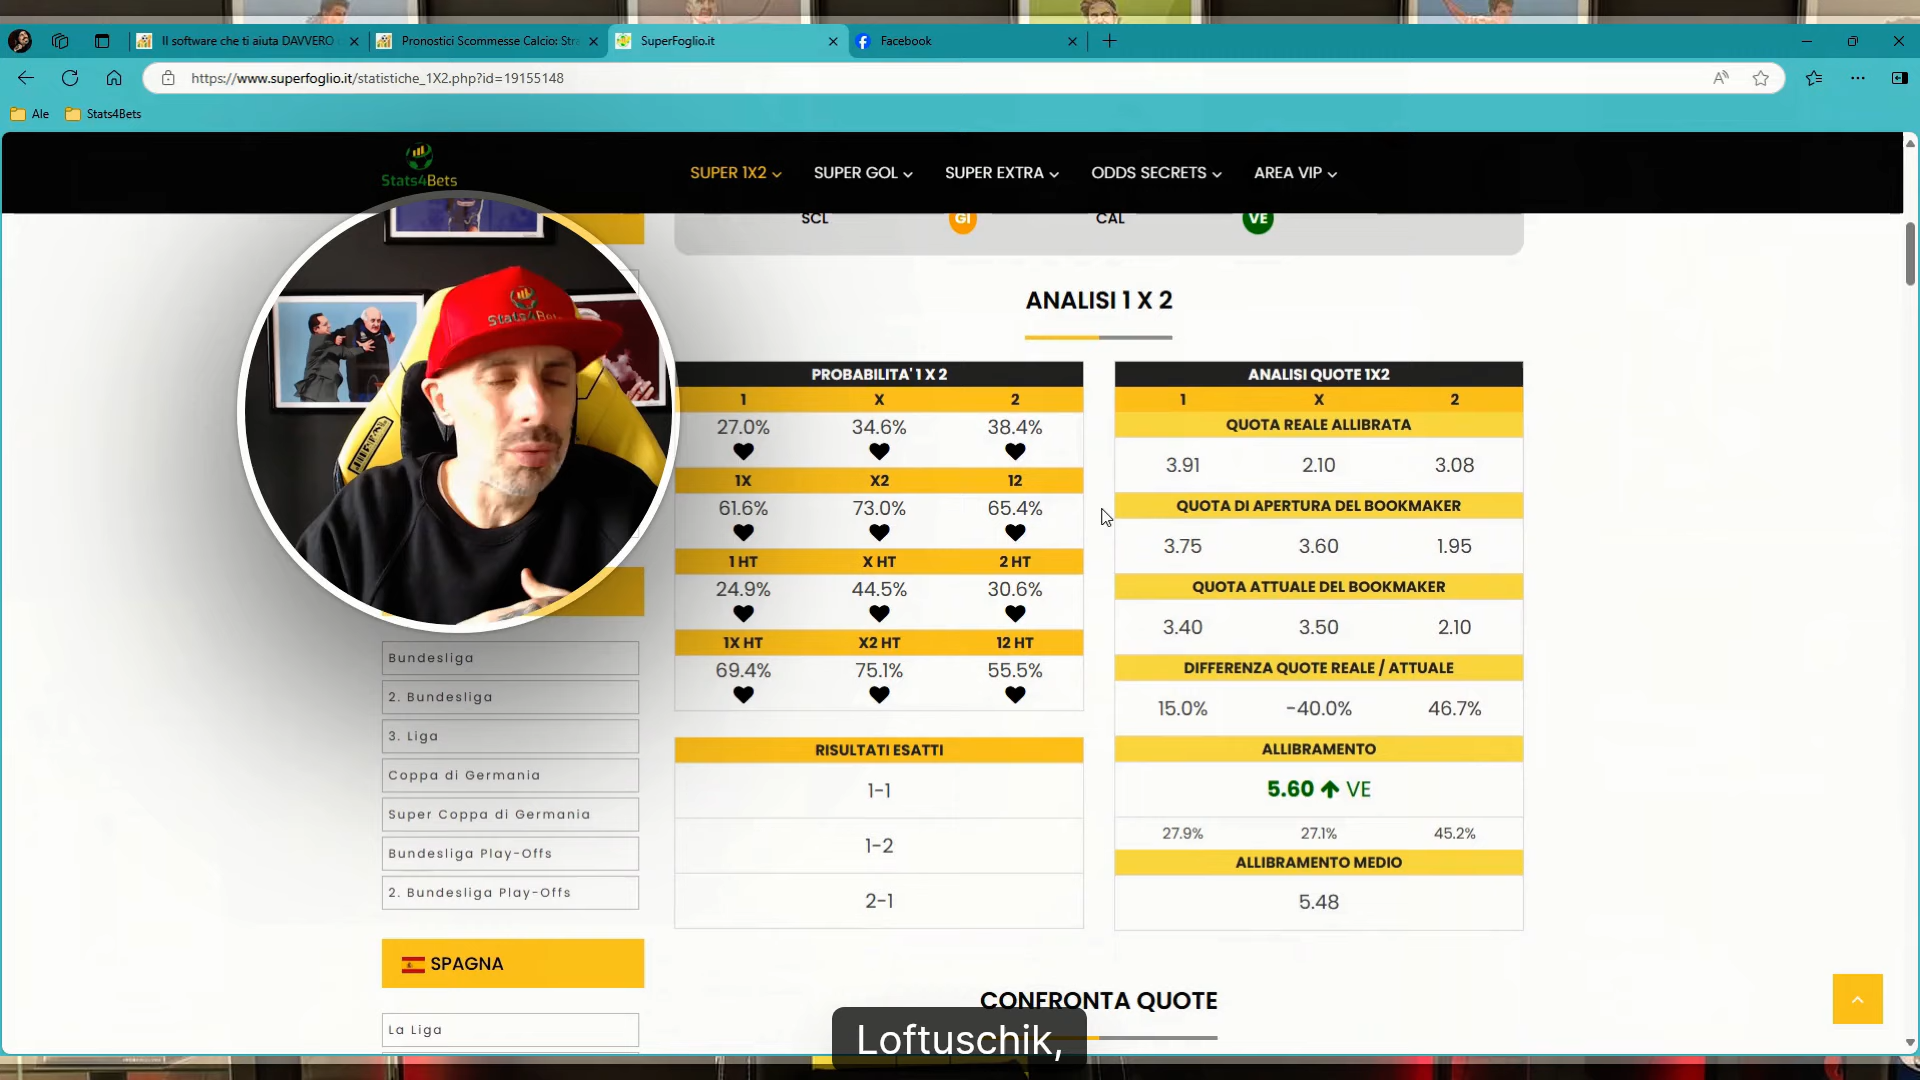 Il software che ti aiuta DAVVERO
Pronostici Scommesse Calcio: Stra
SuperFoglio.it
Facebook
https://www.superfoglio.it/statistiche_1X2.php?id=19155148
Ale
Stats4Bets
Stats4Bets
SUPER 1X2
SUPER GOL
SUPER EXTRA
ODDS SECRETS
AREA VIP
SCL
GI
CAL
VE
ANALISI 1 X 2
PROBABILITA' 1 X 2
1 X 2
27.0% 34.6% 38.4%
1X X2 12
61.6% 73.0% 65.4%
1 HT X HT 2 HT
24.9% 44.5% 30.6%
1X HT X2 HT 12 HT
69.4% 75.1% 55.5%
RISULTATI ESATTI
1-1
1-2
2-1
ANALISI QUOTE 1X2
1 X 2
QUOTA REALE ALLIBRATA
3.91 2.10 3.08
QUOTA DI APERTURA DEL BOOKMAKER
3.75 3.60 1.95
QUOTA ATTUALE DEL BOOKMAKER
3.40 3.50 2.10
DIFFERENZA QUOTE REALE / ATTUALE
15.0% -40.0% 46.7%
ALLIBRAMENTO
5.60 VE
27.9% 27.1% 45.2%
ALLIBRAMENTO MEDIO
5.48
Bundesliga
2. Bundesliga
3. Liga
Coppa di Germania
Super Coppa di Germania
Bundesliga Play-Offs
2. Bundesliga Play-Offs
SPAGNA
La Liga
CONFRONTA QUOTE
Loftuschik,